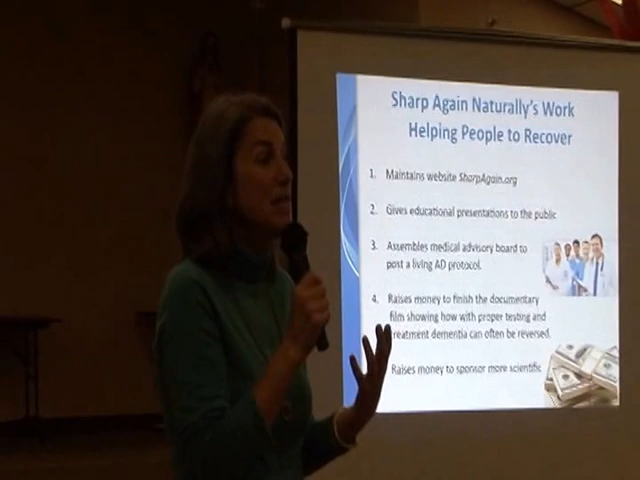 Sharp Again Naturally's Work
Helping People to Recover
1. Maintains website SharpAgain.org
2. Gives educational presentations to the public
3. Assembles medical advisory board to
post a living AD protocol.
4. Raises money to finish the documentary
film showing how with proper testing and
reatment dementia can often be reversed.
Raises money to sponsor more scientific